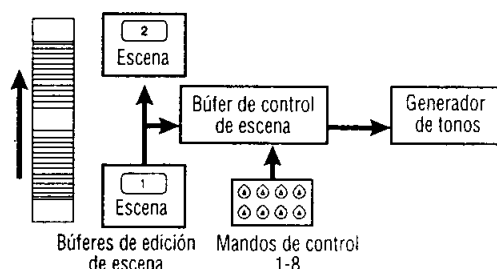 2
Escena
Búfer de control
de escena
Generador
de tonos
1
Escena
Búferes de edición
de escena
Mandos de control
1-8